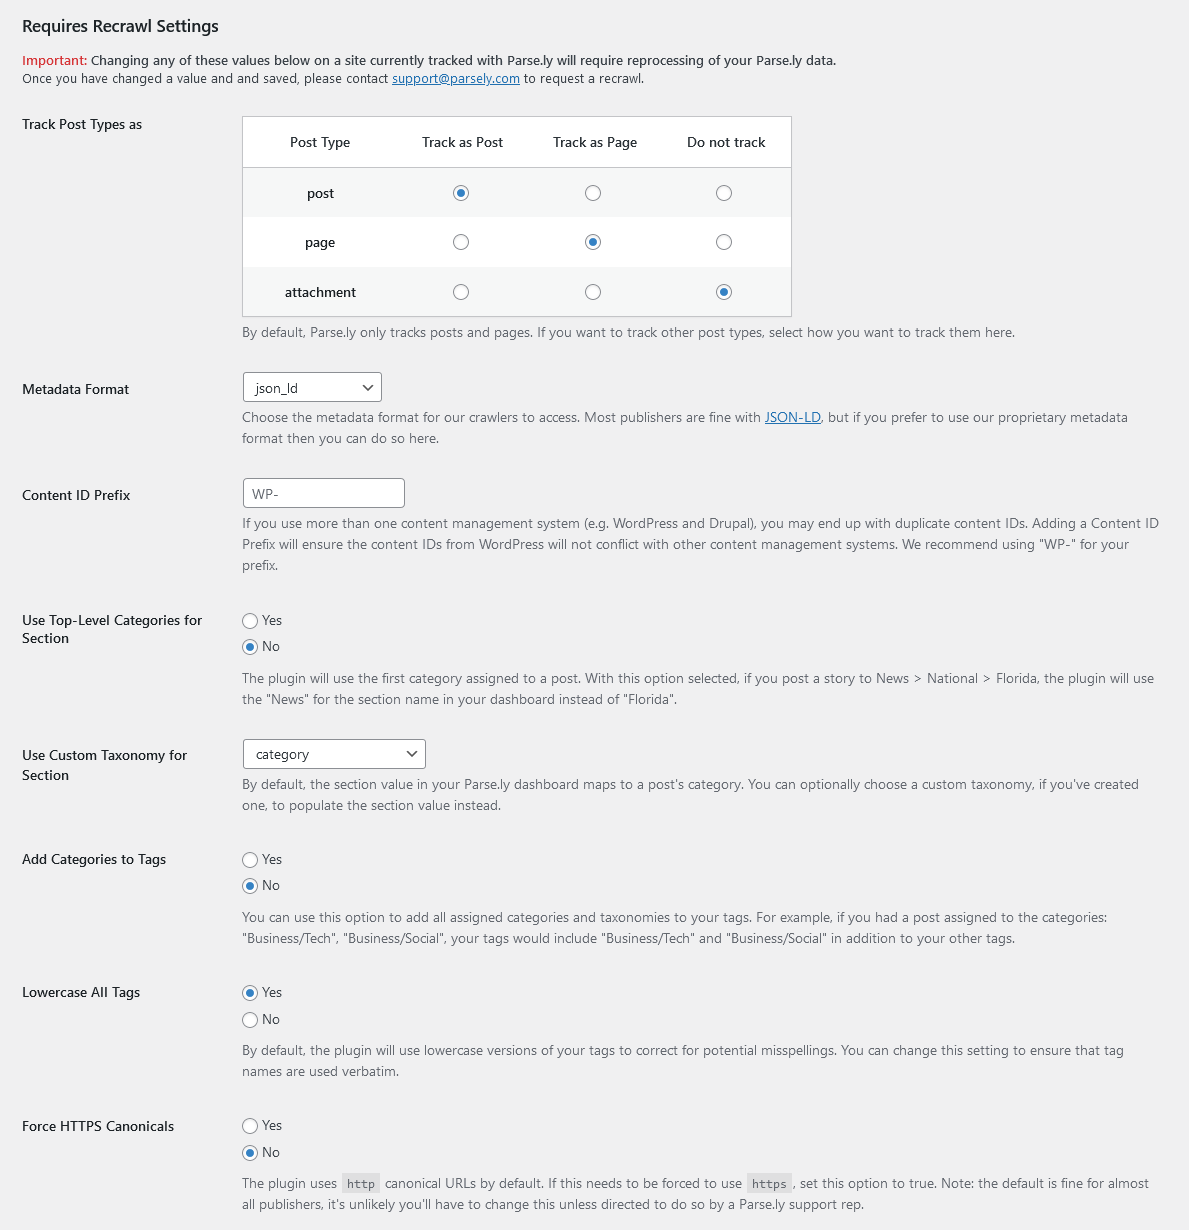 Requires Recrawl Settings
Important: Changing any of these values below on a site currently tracked with Parse.ly will require reprocessing of your Parse.ly data.
Once you have changed a value and and saved, please contact support@parsely.com to request a recrawl.
Track Post Types as
Post Type Track as Post Track as Page Do not track
post
page
attachment
By default, Parse.ly only tracks posts and pages. If you want to track other post types, select how you want to track them here.
Metadata Format
json_ld
Choose the metadata format for our crawlers to access. Most publishers are fine with JSON-LD, but if you prefer to use our proprietary metadata
format then you can do so here.
Content ID Prefix
WP-
If you use more than one content management system (e.g. WordPress and Drupal), you may end up with duplicate content IDs. Adding a Content ID
Prefix will ensure the content IDs from WordPress will not conflict with other content management systems. We recommend using "WP-" for your
prefix.
Use Top-Level Categories for
Section
Yes
No
The plugin will use the first category assigned to a post. With this option selected, if you post a story to News > National > Florida, the plugin will use
the "News" for the section name in your dashboard instead of "Florida".
Use Custom Taxonomy for
Section
category
By default, the section value in your Parse.ly dashboard maps to a post's category. You can optionally choose a custom taxonomy, if you've created
one, to populate the section value instead.
Add Categories to Tags
Yes
No
You can use this option to add all assigned categories and taxonomies to your tags. For example, if you had a post assigned to the categories:
"Business/Tech", "Business/Social", your tags would include "Business/Tech" and "Business/Social" in addition to your other tags.
Lowercase All Tags
Yes
No
By default, the plugin will use lowercase versions of your tags to correct for potential misspellings. You can change this setting to ensure that tag
names are used verbatim.
Force HTTPS Canonicals
Yes
No
The plugin uses http canonical URLs by default. If this needs to be forced to use https, set this option to true. Note: the default is fine for almost
all publishers, it's unlikely you'll have to change this unless directed to do so by a Parse.ly support rep.